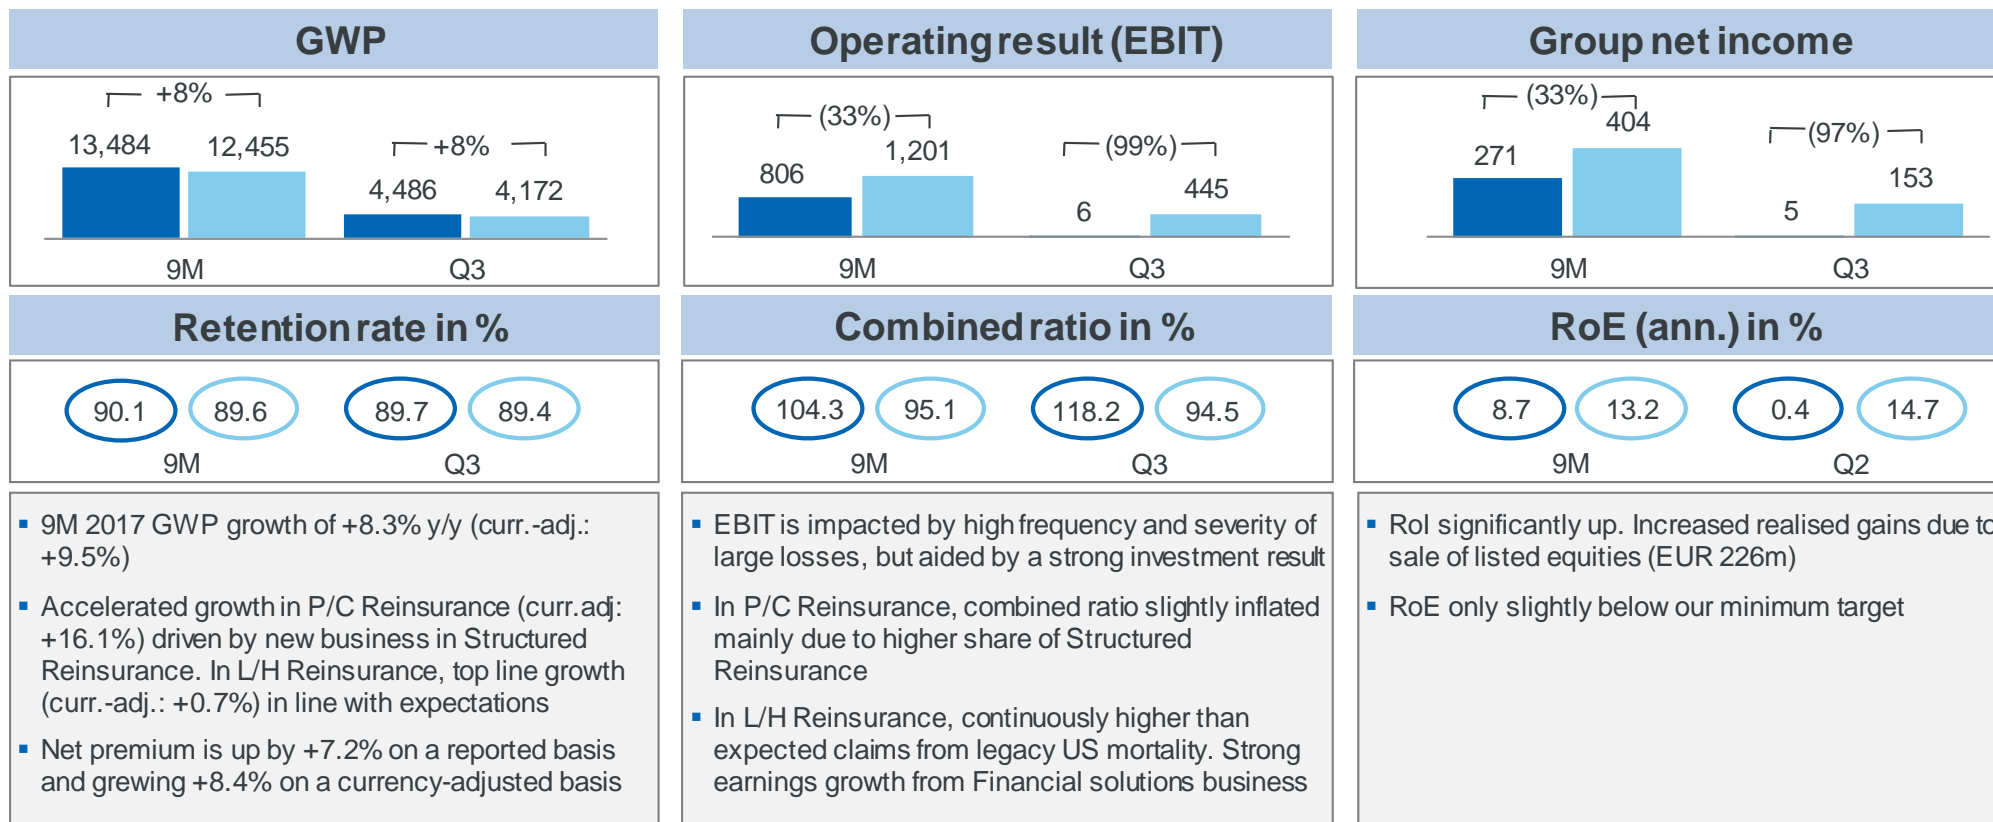 GWP
+8%
13,484
12,455
+8%
4,486
4,172
9M
Q3
Operating result (EBIT)
(33%)
806
1,201
(99%)
6
445
9M
Q3
Group net income
(33%)
271
404
(97%)
5
153
9M
Q3
Retention rate in %
90.1
89.6
89.7
89.4
9M
Q3
Combined ratio in %
104.3
95.1
118.2
94.5
9M
Q3
RoE (ann.) in %
8.7
13.2
0.4
14.7
9M
Q2
▪ 9M 2017 GWP growth of +8.3% y/y (curr.-adj.:
+9.5%)
▪ Accelerated growth in P/C Reinsurance (curr.adj:
+16.1%) driven by new business in Structured
Reinsurance. In L/H Reinsurance, top line growth
(curr.-adj.: +0.7%) in line with expectations
▪ Net premium is up by +7.2% on a reported basis
and grewing +8.4% on a currency-adjusted basis
▪ EBIT is impacted by high frequency and severity of
large losses, but aided by a strong investment result
▪ In P/C Reinsurance, combined ratio slightly inflated
mainly due to higher share of Structured
Reinsurance
▪ In L/H Reinsurance, continuously higher than
expected claims from legacy US mortality. Strong
earnings growth from Financial solutions business
▪ RoI significantly up. Increased realised gains due to
sale of listed equities (EUR 226m)
▪ RoE only slightly below our minimum target